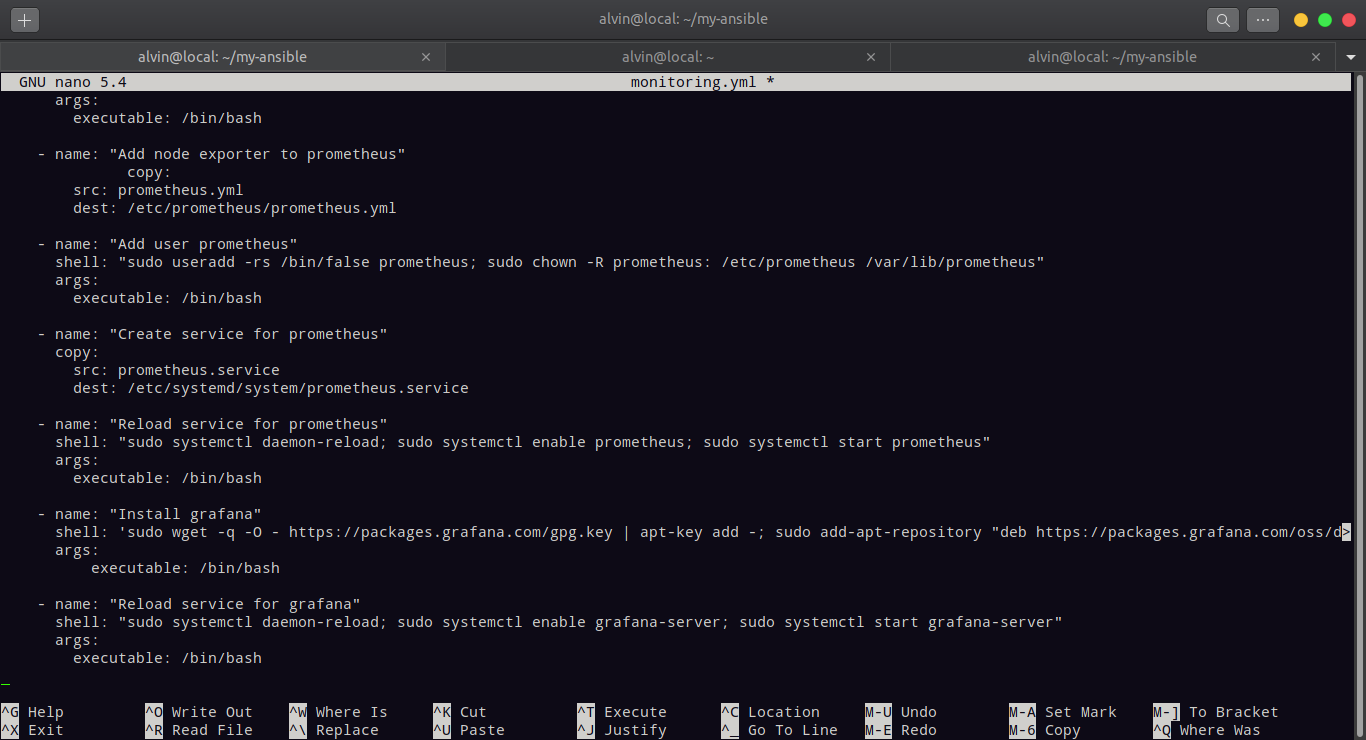 alvin@local: ~/my-ansible
alvin@local: ~/my-ansible × alvin@local: ~ × alvin@local: ~/my-ansible ×
GNU nano 5.4 monitoring.yml *
      args:
        executable: /bin/bash
    - name: "Add node exporter to prometheus"
              copy:
        src: prometheus.yml
        dest: /etc/prometheus/prometheus.yml
    - name: "Add user prometheus"
      shell: "sudo useradd -rs /bin/false prometheus; sudo chown -R prometheus: /etc/prometheus /var/lib/prometheus"
      args:
        executable: /bin/bash
    - name: "Create service for prometheus"
      copy:
        src: prometheus.service
        dest: /etc/systemd/system/prometheus.service
    - name: "Reload service for prometheus"
      shell: "sudo systemctl daemon-reload; sudo systemctl enable prometheus; sudo systemctl start prometheus"
      args:
        executable: /bin/bash
    - name: "Install grafana"
      shell: 'sudo wget -q -O - https://packages.grafana.com/gpg.key | apt-key add -; sudo add-apt-repository "deb https://packages.grafana.com/oss/d>
      args:
          executable: /bin/bash
    - name: "Reload service for grafana"
      shell: "sudo systemctl daemon-reload; sudo systemctl enable grafana-server; sudo systemctl start grafana-server"
      args:
        executable: /bin/bash
^G Help ^O Write Out ^W Where Is ^K Cut ^T Execute ^C Location M-U Undo M-A Set Mark M-] To Bracket
^X Exit ^R Read File ^\ Replace ^U Paste ^J Justify ^_ Go To Line M-E Redo M-6 Copy ^Q Where Was